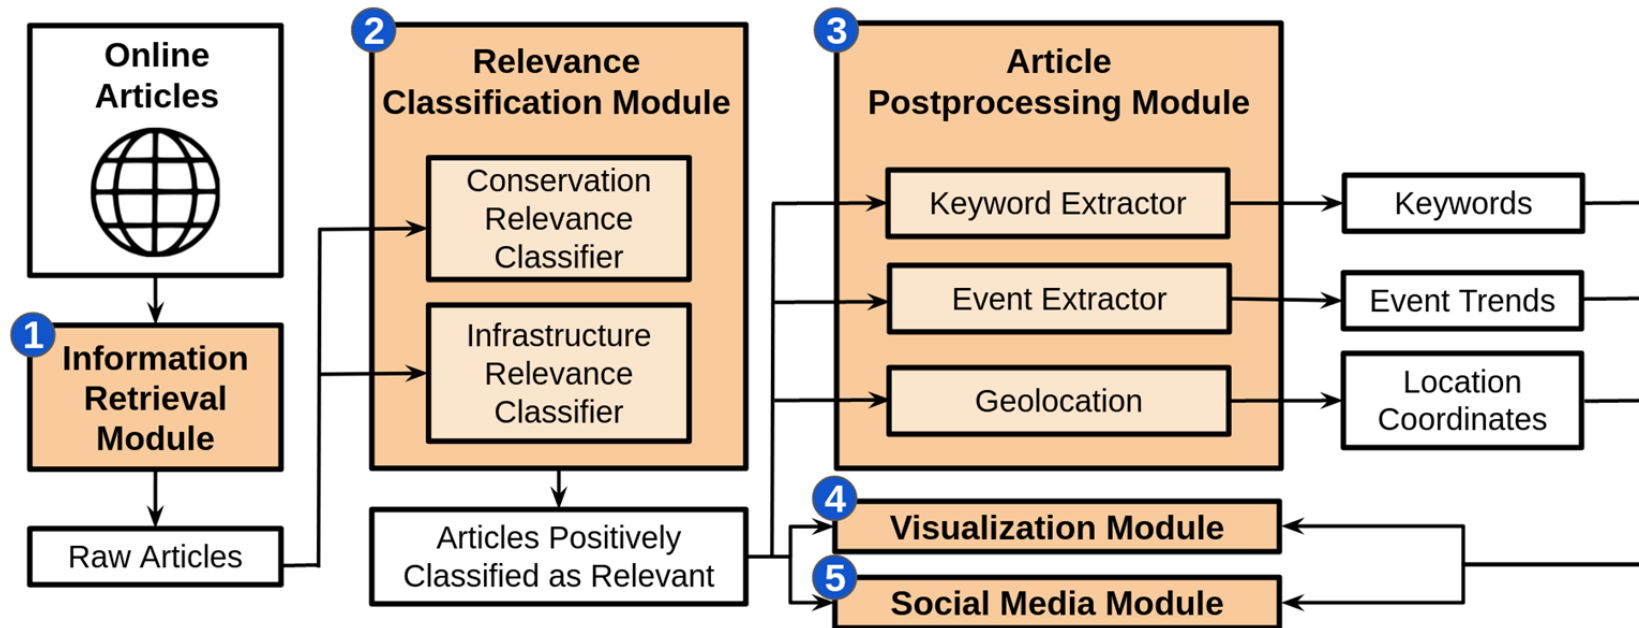 Online
Articles
1
Information
Retrieval
Module
Raw Articles
2
Relevance
Classification Module
Conservation
Relevance
Classifier
Infrastructure
Relevance
Classifier
Articles Positively
Classified as Relevant
3
Article
Postprocessing Module
Keyword Extractor
Event Extractor
Geolocation
Keywords
Event Trends
Location
Coordinates
4
Visualization Module
5
Social Media Module